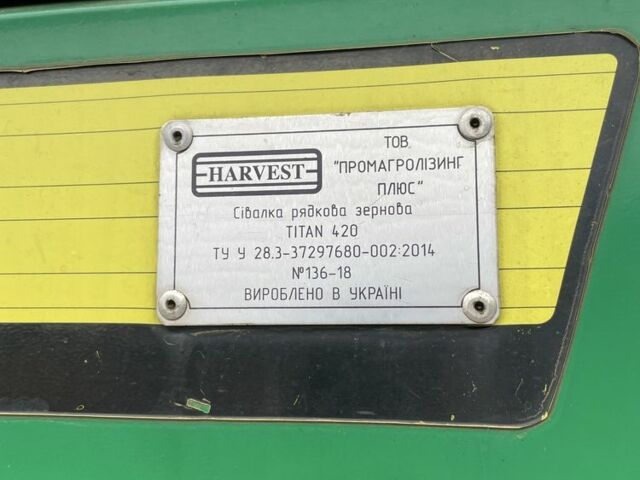 HARVEST
ТОВ
"ПРОМАГРОЛІЗИНГ
ПЛЮС"
Сівалка рядкова зернова
TITAN 420
ТУ У 28.3-37297680-002:2014
№136-18
ВИРОБЛЕНО В УКРАЇНІ